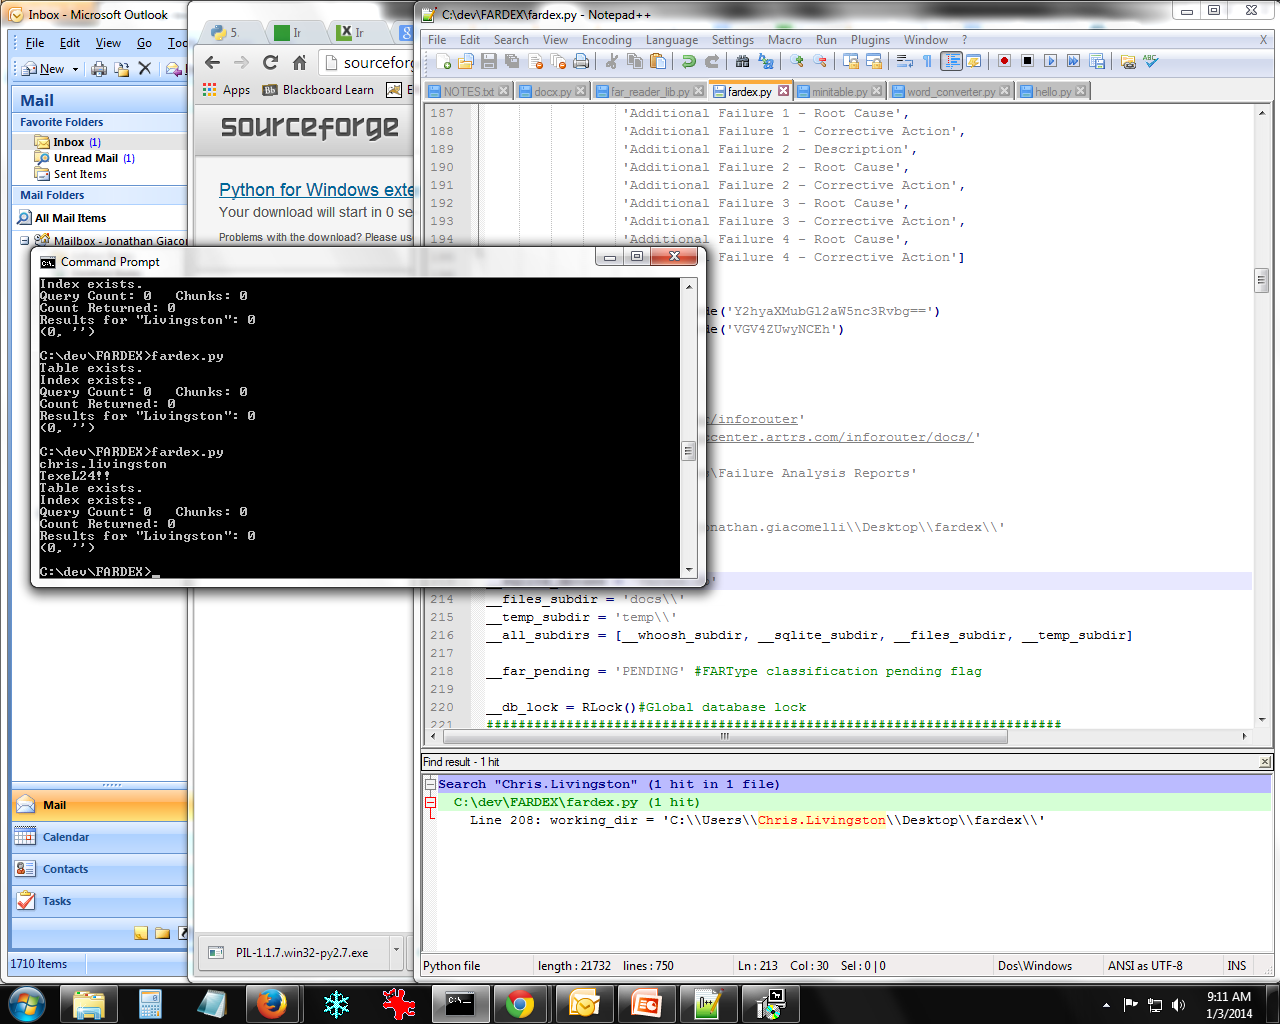 Inbox - Microsoft Outlook
File Edit View Go Too
New
Mail
Favorite Folders
Inbox (1)
Unread Mail (1)
Sent Items
Mail Folders
All Mail Items
Mailbox - Jonathan Giacom
Mail
Calendar
Contacts
Tasks
1710 Items
5
Ir
Ir
sourceforg
Apps
Bb Blackboard Learn
E
sourceforge
Python for Windows exte
Your download will start in 0 se
Problems with the download? Please use
PIL-1.1.7.win32-py2.7.exe
Command Prompt
Index exists.
Query Count: 0 Chunks: 0
Count Returned: 0
Results for "Livingston": 0
(0, '')
C:\dev\FARDEX>fardex.py
Table exists.
Index exists.
Query Count: 0 Chunks: 0
Count Returned: 0
Results for "Livingston": 0
(0, '')
C:\dev\FARDEX>fardex.py
chris.livingston
TexeL24!!
Table exists.
Index exists.
Query Count: 0 Chunks: 0
Count Returned: 0
Results for "Livingston": 0
(0, '')
C:\dev\FARDEX>_
C:\dev\FARDEX\fardex.py - Notepad++
File Edit Search View Encoding Language Settings Macro Run Plugins Window ? X
NOTES.txt docx.py far_reader_lib.py fardex.py minitable.py word_converter.py hello.py
187 'Additional Failure 1 - Root Cause',
188 'Additional Failure 1 - Corrective Action',
189 'Additional Failure 2 - Description',
190 'Additional Failure 2 - Root Cause',
191 'Additional Failure 2 - Corrective Action',
192 'Additional Failure 3 - Root Cause',
193 'Additional Failure 3 - Corrective Action',
194 'Additional Failure 4 - Root Cause',
Failure 4 - Corrective Action']
de('Y2hyaXMubGl2aW5nc3Rvbg==')
de('VGV4ZUwyNCEh')
r/inforouter'
center.artrs.com/inforouter/docs/'
\Failure Analysis Reports'
onathan.giacomelli\\Desktop\\fardex\\'
214 __files_subdir = 'docs\\'
215 __temp_subdir = 'temp\\'
216 __all_subdirs = [__whoosh_subdir, __sqlite_subdir, __files_subdir, __temp_subdir]
217
218 __far_pending = 'PENDING' #FARType classification pending flag
219
220 __db_lock = RLock()#Global database lock
221 ########################################################################
Find result - 1 hit
Search "Chris.Livingston" (1 hit in 1 file)
C:\dev\FARDEX\fardex.py (1 hit)
Line 208: working_dir = 'C:\\Users\\Chris.Livingston\\Desktop\\fardex\\'
Python file length : 21732 lines : 750 Ln : 213 Col : 30 Sel : 0 | 0 Dos\Windows ANSI as UTF-8 INS
9:11 AM
1/3/2014